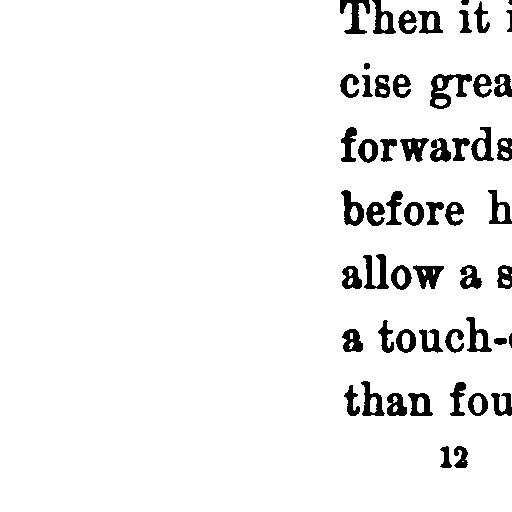 Then it i
cise grea
forwards
before h
allow a s
a touch-
than fou
12